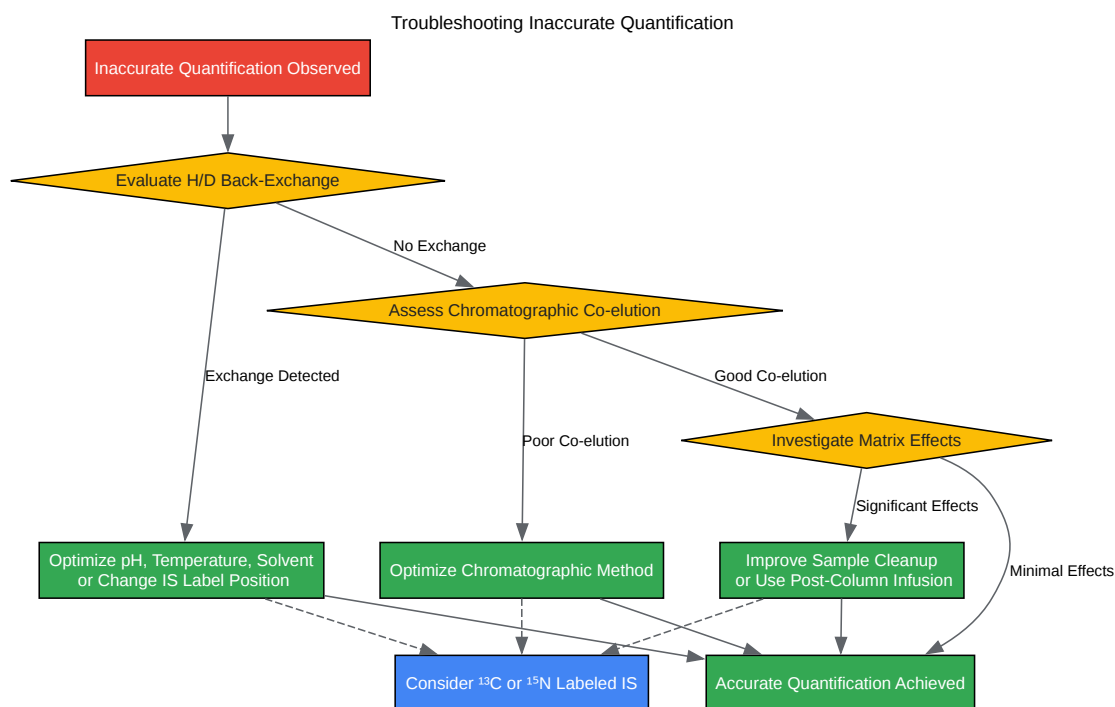 Troubleshooting Inaccurate Quantification
Inaccurate Quantification Observed
Evaluate H/D Back-Exchange
No Exchange
Assess Chromatographic Co-elution
Exchange Detected
Good Co-elution
Poor Co-elution
Investigate Matrix Effects
Significant Effects
Minimal Effects
Optimize pH, Temperature, Solvent
or Change IS Label Position
Optimize Chromatographic Method
Improve Sample Cleanup
or Use Post-Column Infusion
Consider ¹³C or ¹⁵N Labeled IS
Accurate Quantification Achieved